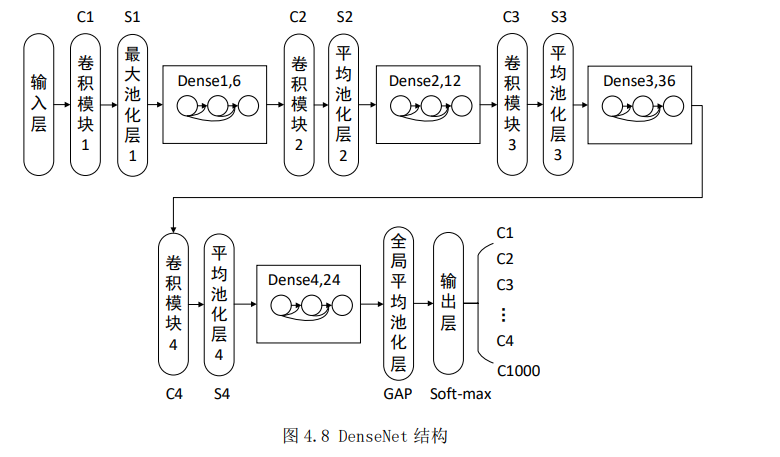 C1
S1
C2
S2
C3
S3
输入层
卷积模块1
最大池化层1
Dense1,6
卷积模块2
平均池化层2
Dense2,12
卷积模块3
平均池化层3
Dense3,36
卷积模块4
平均池化层4
Dense4,24
全局平均池化层
输出层
C1
C2
C3
⋮
C4
C1000
C4
S4
GAP
Soft-max
图 4.8 DenseNet 结构